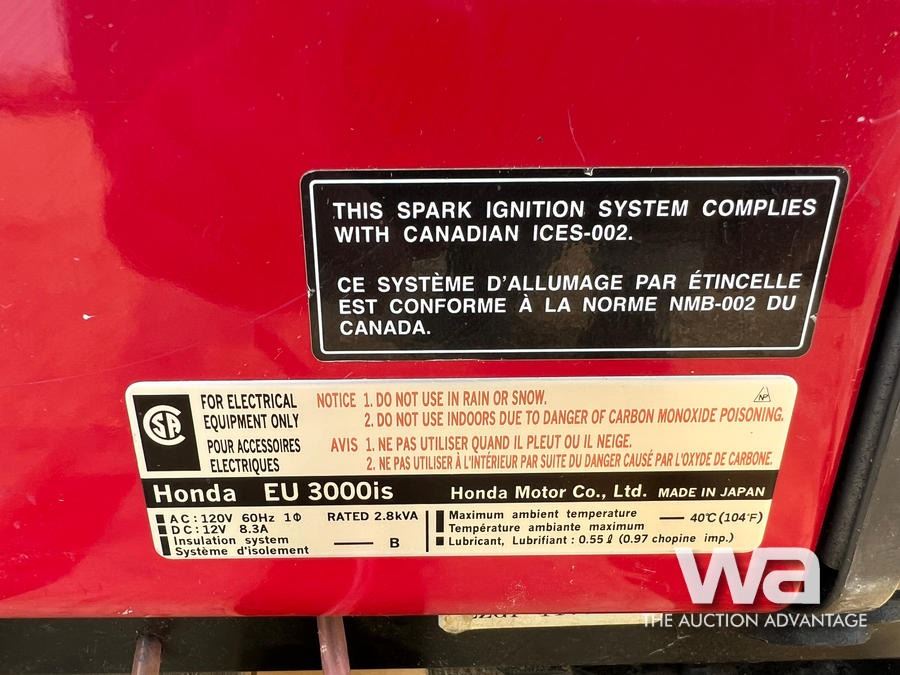 THIS SPARK IGNITION SYSTEM COMPLIES
WITH CANADIAN ICES-002.
CE SYSTÈME D'ALLUMAGE PAR ÉTINCELLE
EST CONFORME À LA NORME NMB-002 DU
CANADA.
SA
FOR ELECTRICAL
EQUIPMENT ONLY
POUR ACCESSOIRES
ELECTRIQUES
NOTICE 1. DO NOT USE IN RAIN OR SNOW.
2. DO NOT USE INDOORS DUE TO DANGER OF CARBON MONOXIDE POISONING.
AVIS 1. NE PAS UTILISER QUAND IL PLEUT OU IL NEIGE.
2. NE PAS UTILISER À L'INTÉRIEUR PAR SUITE DU DANGER CAUSÉ PAR L'OXYDE DE CARBONE.
NP
Honda EU 3000is Honda Motor Co., Ltd. MADE IN JAPAN
AC: 120V 60Hz 1Φ RATED 2.8kVA
DC: 12V 8.3A
Insulation system
Système d'isolement — B
Maximum ambient temperature
Température ambiante maximum — 40℃ (104°F)
Lubricant, Lubrifiant : 0.55 ℓ (0.97 chopine imp.)
wa
THE AUCTION ADVANTAGE